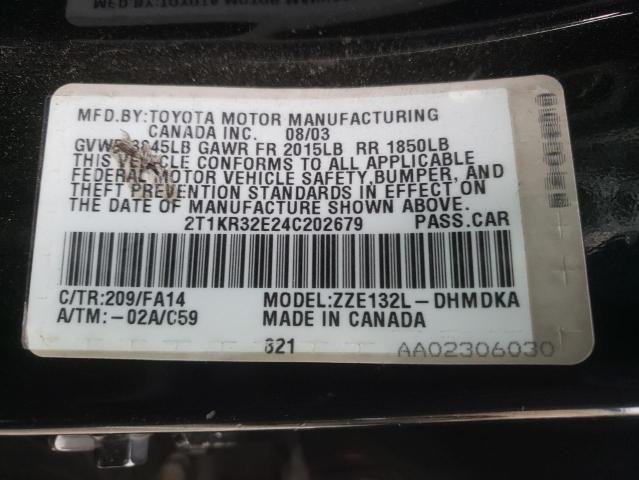 MFD.BY:TOYOTA MOTOR MANUFACTURING
CANADA INC. 08/03
3845LB GAWR FR 2015LB RR 1850LB
THIS VEHICLE CONFORMS TO ALL APPLICABLE
FEDERAL MOTOR VEHICLE SAFETY,BUMPER, AND
THEFT PREVENTION STANDARDS IN EFFECT ON
THE DATE OF MANUFACTURE SHOWN ABOVE.
2T1KR32E24C202679 PASS.CAR
C/TR:209/FA14 MODEL:ZZE132L-DHMDKA
A/TM:-02A/C59 MADE IN CANADA
321 AA02306030